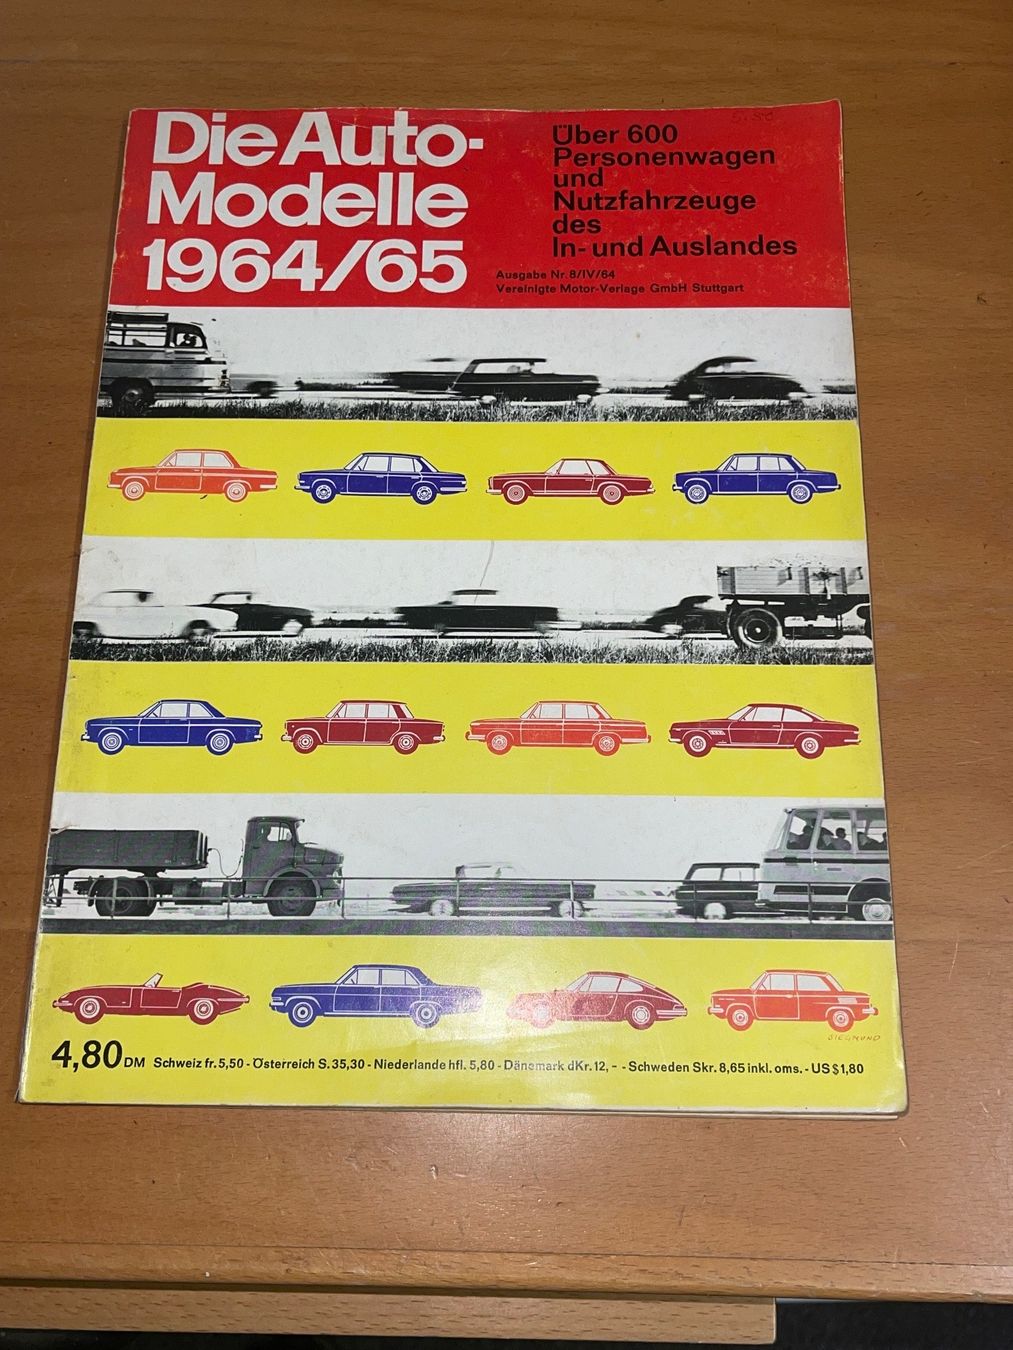 Die Auto-
Modelle
1964/65
Über 600
Personenwagen
und
Nutzfahrzeuge
des
In- und Auslandes
Ausgabe Nr. 8/IV/64
Vereinigte Motor-Verlage GmbH Stuttgart
SIEGMUND
4,80 DM Schweiz fr. 5,50 - Österreich S. 35,30 - Niederlande hfl. 5,80 - Dänemark dKr. 12, - - Schweden Skr. 8,65 inkl. oms. - US $ 1,80